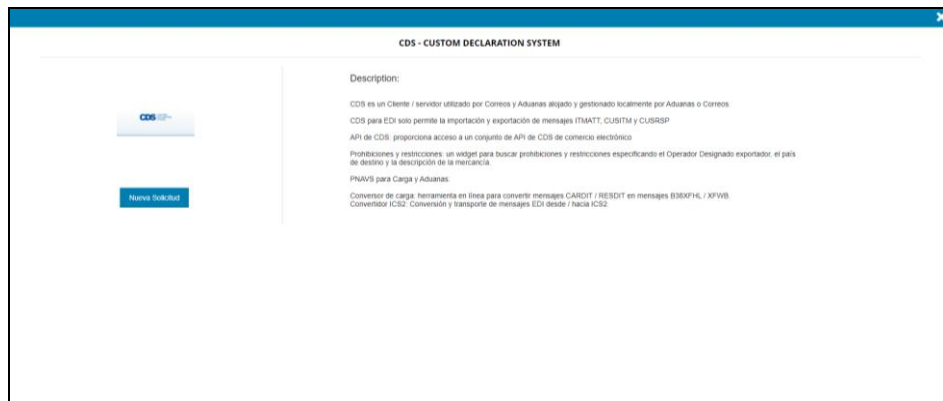 CDS - CUSTOM DECLARATION SYSTEM
Description:
CDS es un Cliente / servidor utilizado por Correos y Aduanas alojado y gestionado localmente por Aduanas o Correos.
CDS para EDI solo permite la importación y exportación de mensajes ITMATT, CUSITM y CUSRSP
API de CDS: proporciona acceso a un conjunto de API de CDS de comercio electrónico
Prohibiciones y restricciones: un widget para buscar prohibiciones y restricciones especificando el Operador Designado exportador, el país
de destino y la descripción de la mercancía.
PNAVS para Carga y Aduanas:
Conversor de carga: herramienta en línea para convertir mensajes CARDIT / RESDIT en mensajes B36XFHL / XFWB.
Convertidor ICS2: Conversión y transporte de mensajes EDI desde / hacia ICS2
CDS
Nueva Solicitud